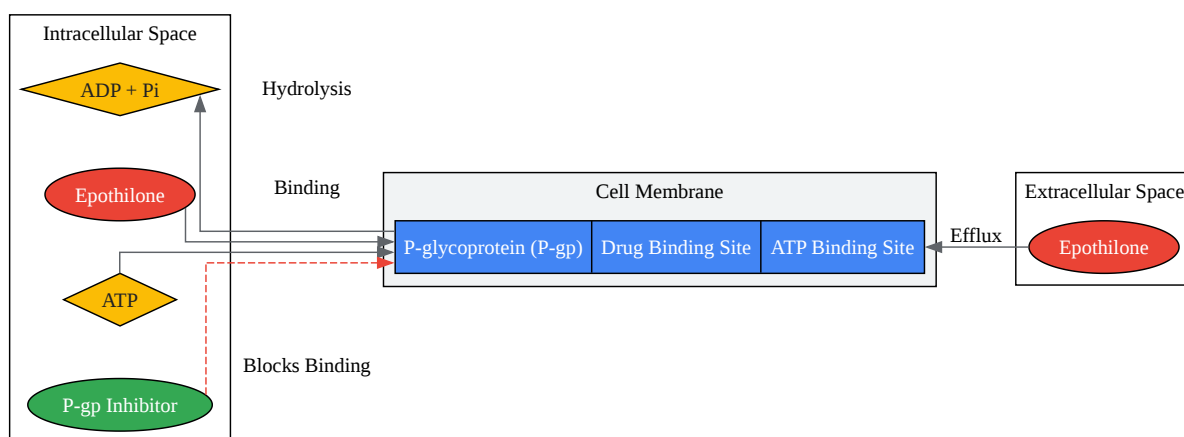 Intracellular Space
ADP + Pi
Hydrolysis
Epothilone
Binding
Cell Membrane
Extracellular Space
P-glycoprotein (P-gp)
Drug Binding Site
ATP Binding Site
Efflux
Epothilone
ATP
Blocks Binding
P-gp Inhibitor